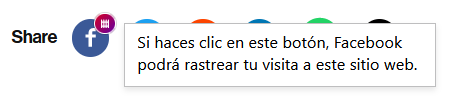 Share
Si haces clic en este botón, Facebook
podrá rastrear tu visita a este sitio web.